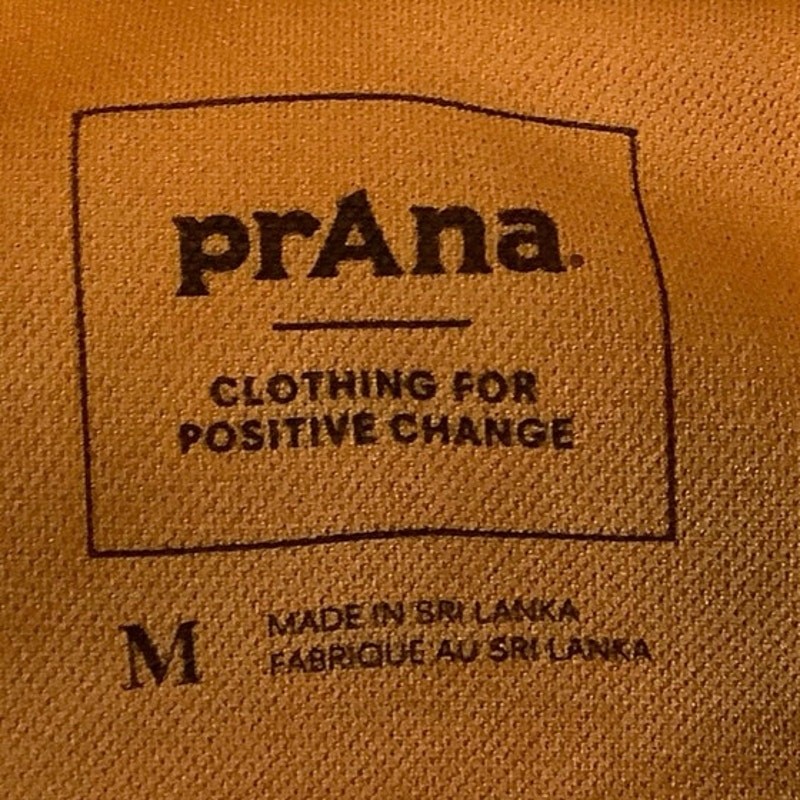 prAna.
CLOTHING FOR
POSITIVE CHANGE
M
MADE IN SRI LANKA
FABRIQUE AU SRI LANKA